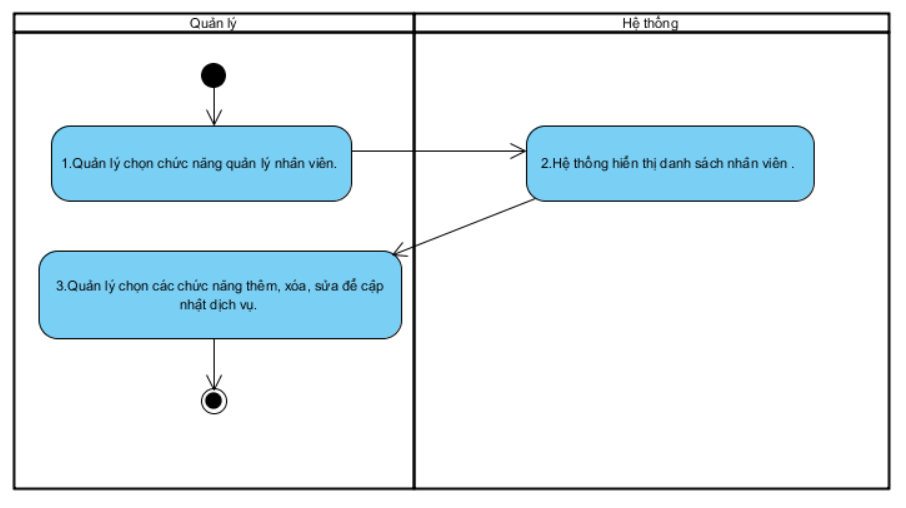 Quản lý
Hệ thống
1.Quản lý chọn chức năng quản lý nhân viên.
2.Hệ thống hiển thị danh sách nhân viên .
3.Quản lý chọn các chức năng thêm, xóa, sửa để cập
nhật dịch vụ.